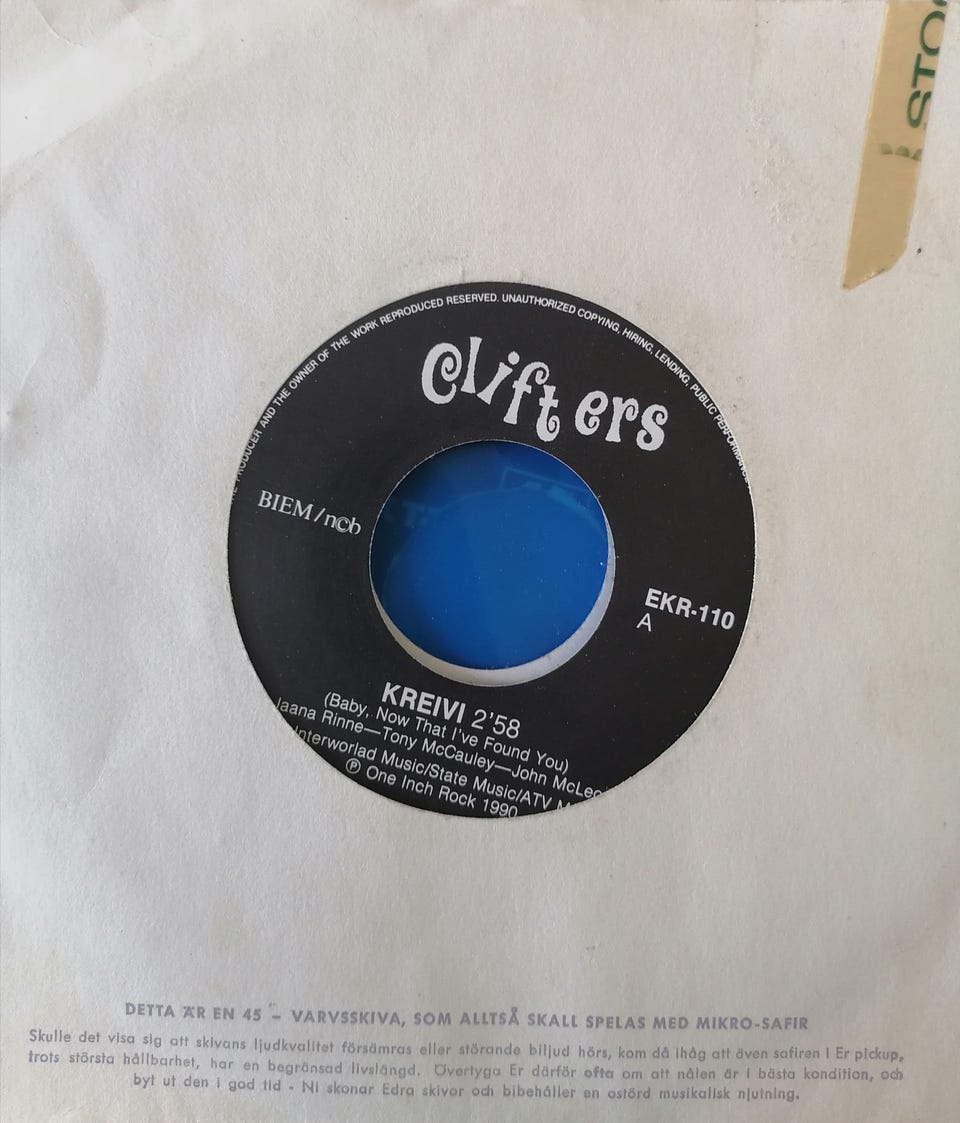 STO
PRODUCER AND THE OWNER OF THE WORK REPRODUCED RESERVED. UNAUTHORIZED COPYING, HIRING, LENDING, PUBLIC
Clifters
BIEM/ncb
EKR-110
A
KREIVI 2'58
(Baby, Now That I've Found You)
Jaana Rinne—Tony McCauley—John McLeo
Interworlad Music/State Music/ATV M
℗ One Inch Rock 1990
DETTA ÄR EN 45 - VARVSSKIVA, SOM ALLTSÅ SKALL SPELAS MED MIKRO-SAFIR
Skulle det visa sig att skivans ljudkvalitet försämras eller störande biljud hörs, kom då ihåg att även safiren i Er pickup,
trots största hållbarhet, har en begränsad livslängd. Övertyga Er därför ofta om att nålen är i bästa kondition, och
byt ut den i god tid - Ni skonar Edra skivor och bibehåller en ostörd musikalisk njutning.